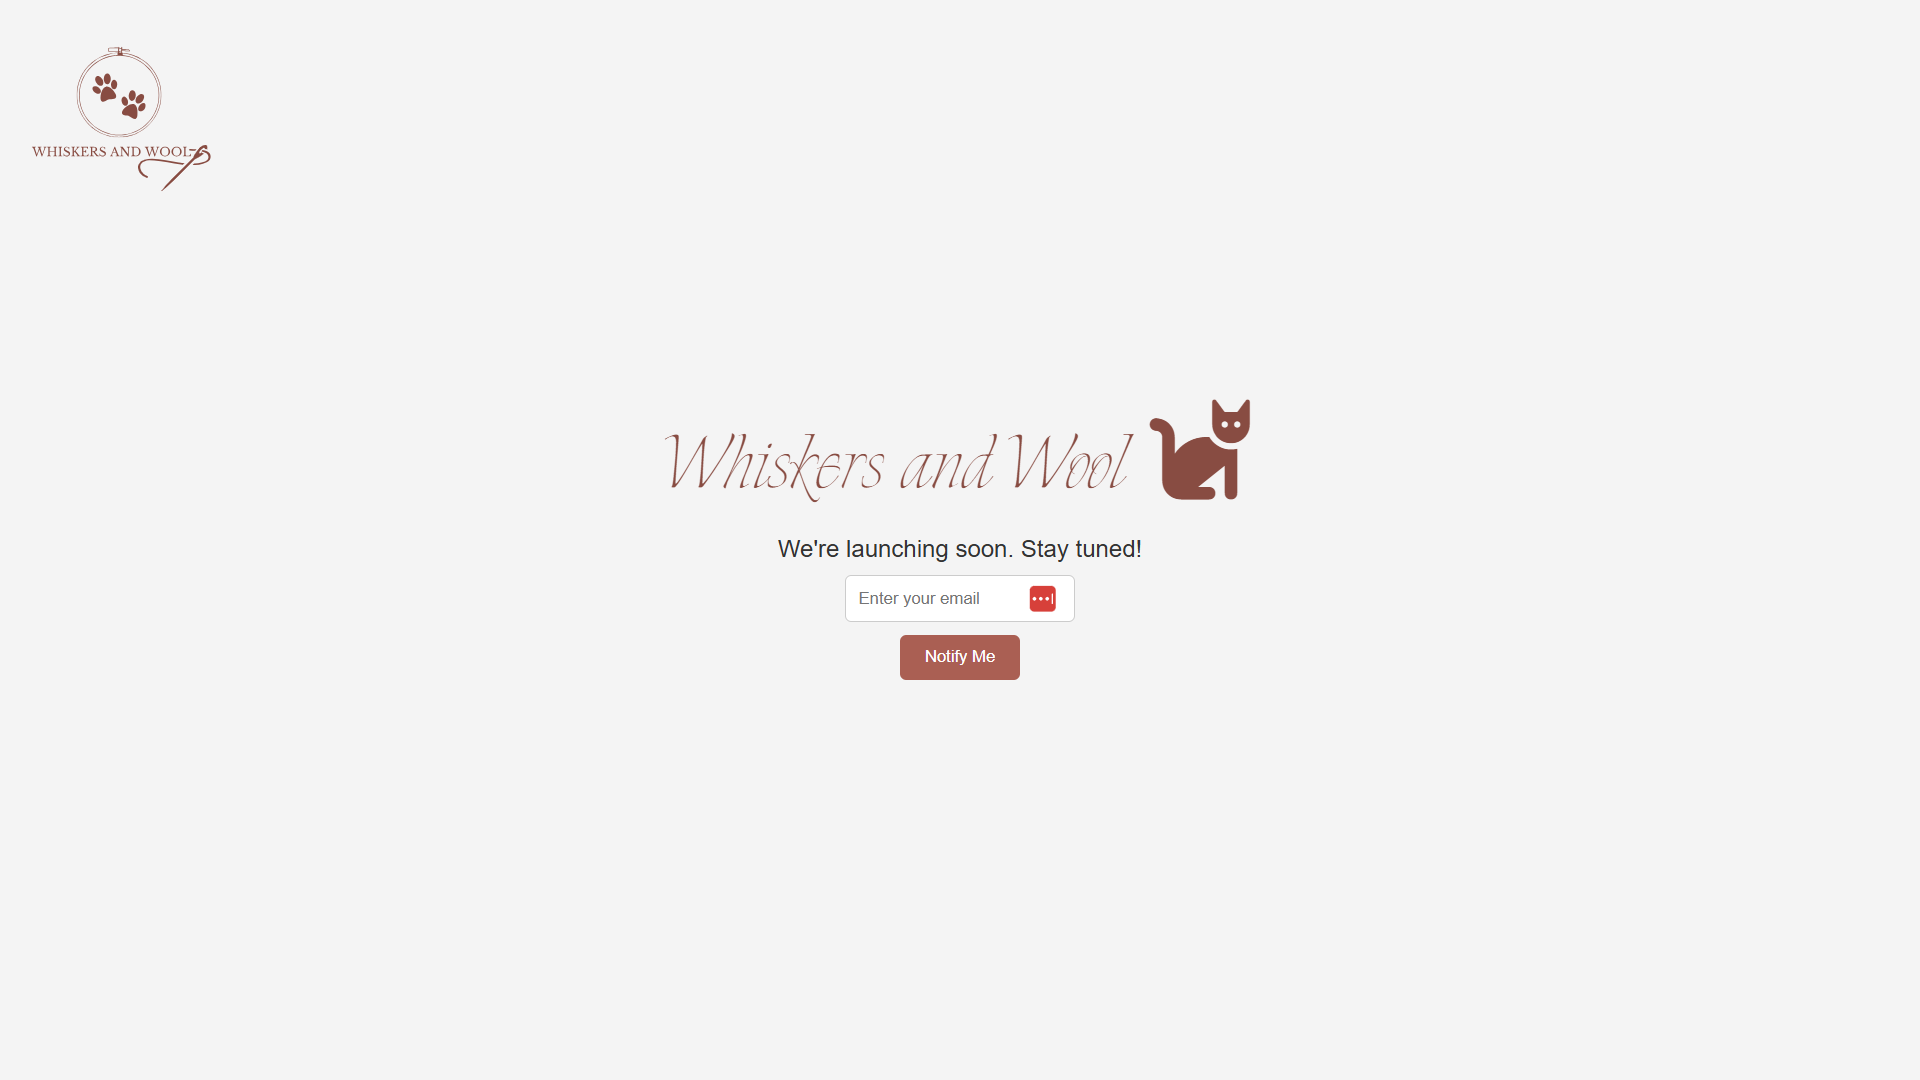 WHISKERS AND WOOL
Whiskers and Wool
We're launching soon. Stay tuned!
Enter your email
Notify Me